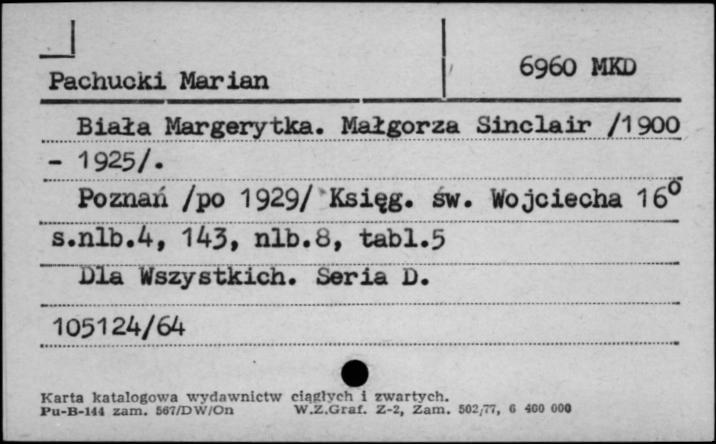 6960 MKD
Pachucki Marian
Biała Margerytka. Małgorza Sinclair /1900
- 1925/.
Poznań /po 1929/ Księg. św. Wojciecha 16°
s.nlb.4, 143, nlb.8, tabl.5
Dla Wszystkich. Seria D.
105124/64
Karta katalogowa wydawnictw ciągłych i zwartych.
Pu-B-144 zam. 567/DW/On W.Z.Graf. Z-2, Zam. 502/77, 6 400 000